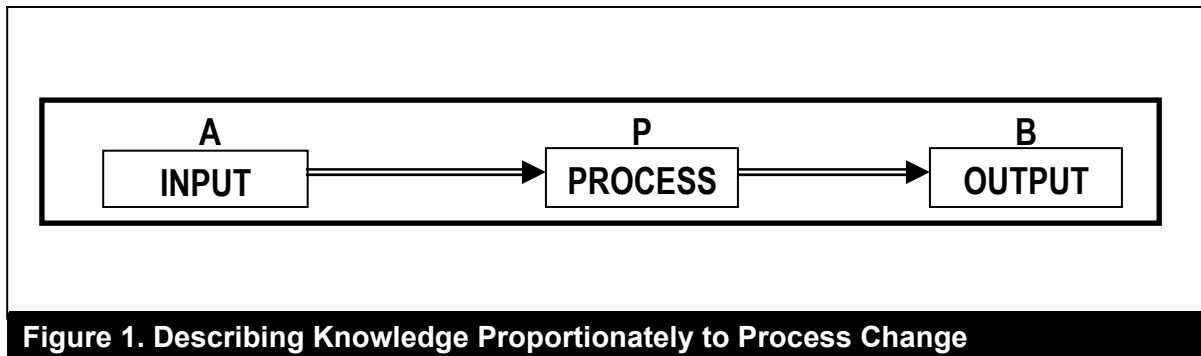 A P B
INPUT PROCESS OUTPUT
Figure 1. Describing Knowledge Proportionately to Process Change